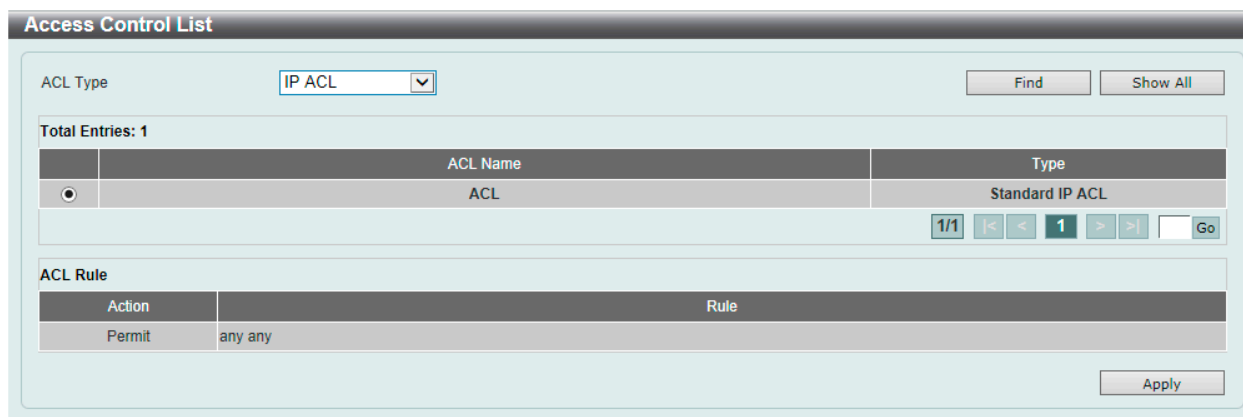 Access Control List
ACL Type IP ACL Find Show All
Total Entries: 1
ACL Name Type
ACL Standard IP ACL
1/1 |< < 1 > >| Go
ACL Rule
Action Rule
Permit any any
Apply